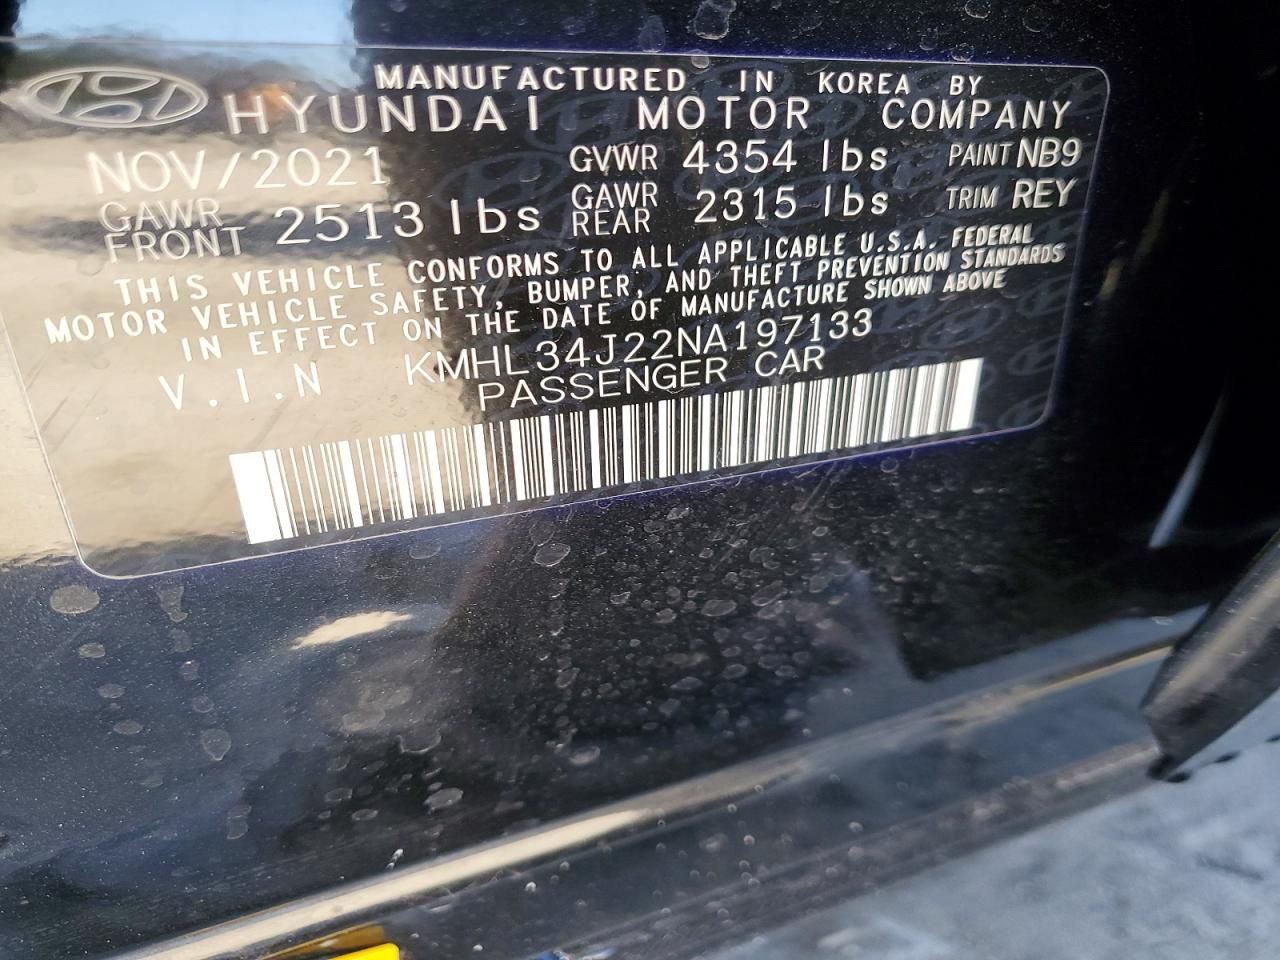 MANUFACTURED IN KOREA BY
HYUNDAI MOTOR COMPANY
NOV/2021 GVWR 4354 lbs PAINT NB9
GAWR FRONT 2513 lbs GAWR REAR 2315 lbs TRIM REY
THIS VEHICLE CONFORMS TO ALL APPLICABLE U.S.A. FEDERAL
MOTOR VEHICLE SAFETY, BUMPER, AND THEFT PREVENTION STANDARDS
IN EFFECT ON THE DATE OF MANUFACTURE SHOWN ABOVE
V.I.N KMHL34J22NA197133
PASSENGER CAR